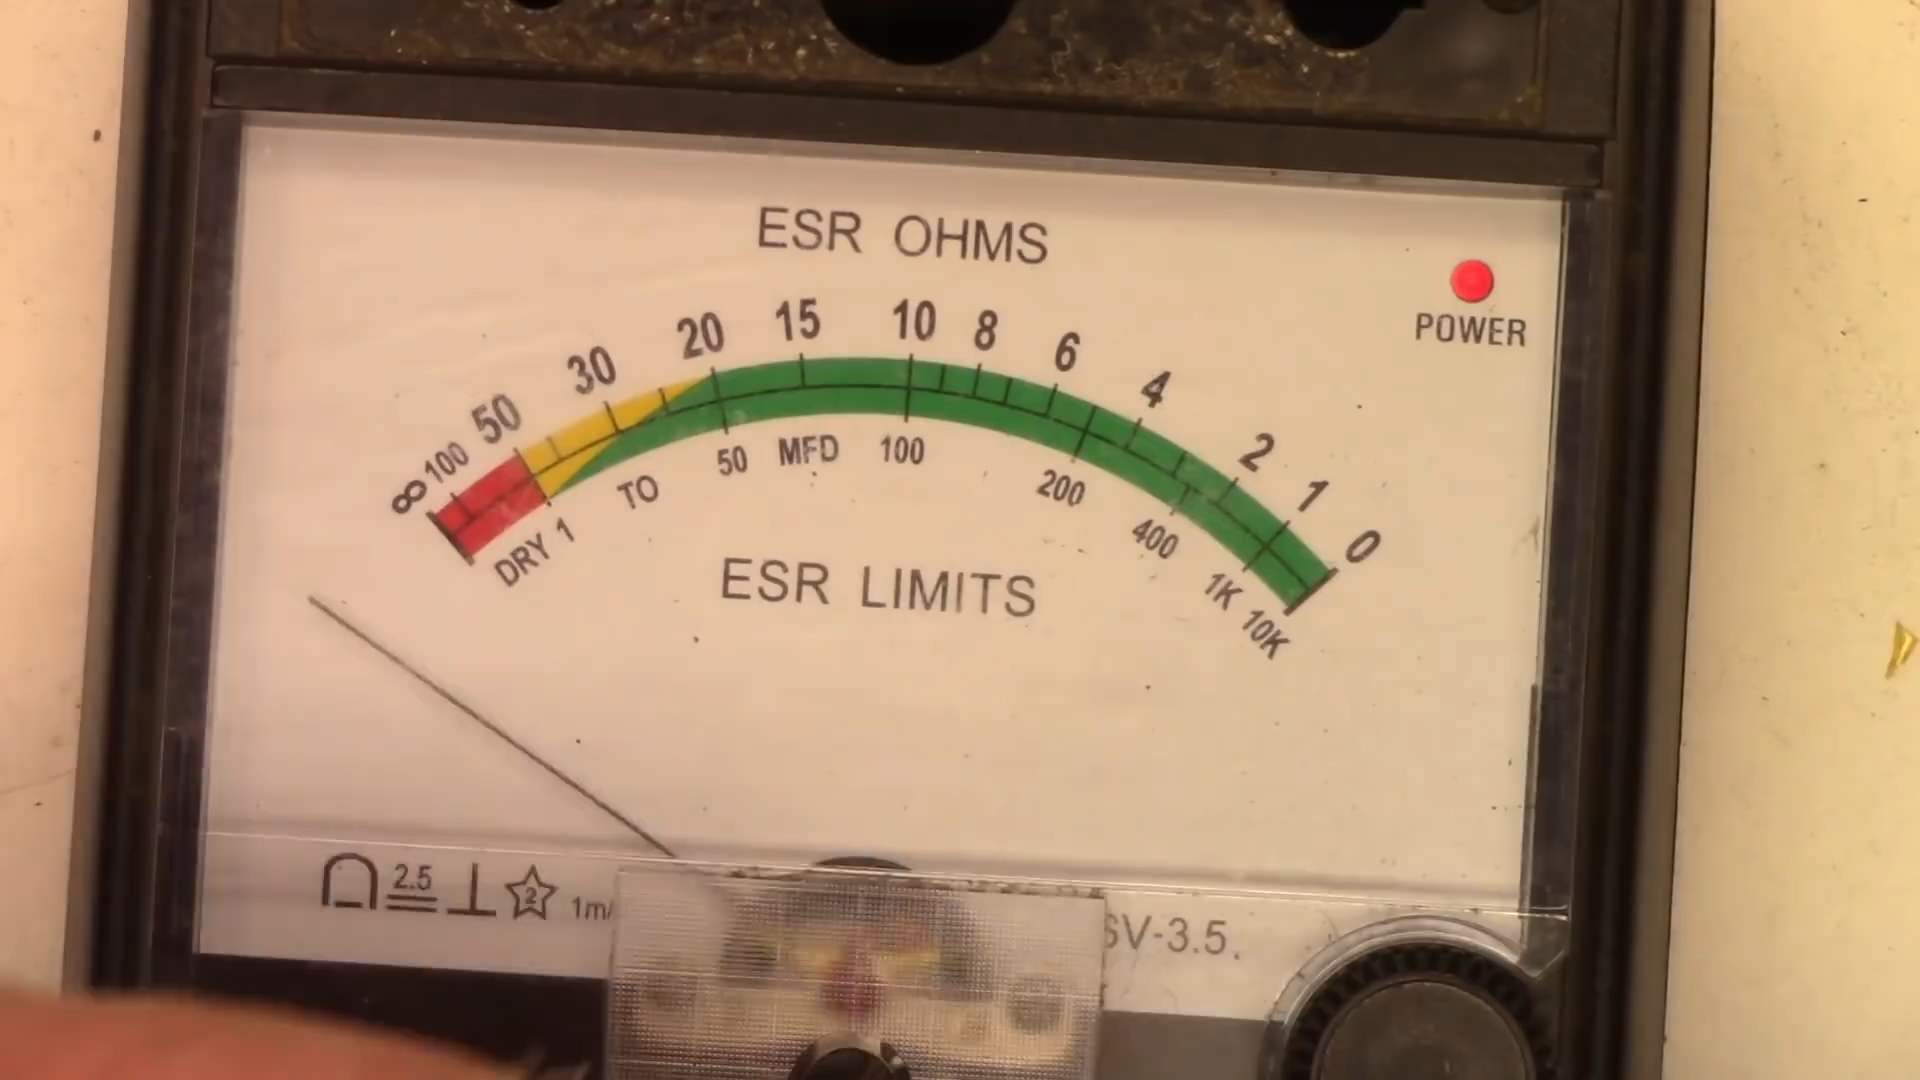 ESR OHMS
∞ 100 50 30 20 15 10 8 6 4 2 1 0
POWER
DRY 1 TO 50 MFD 100 200 400 1K 10K
ESR LIMITS
2.5 2 SV-3.5.